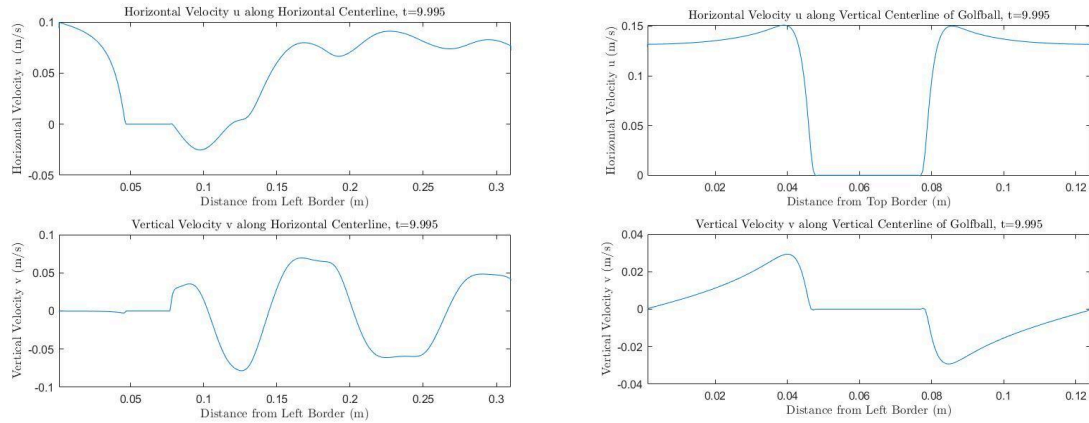 Horizontal Velocity u along Horizontal Centerline, t=9.995
Horizontal Velocity u (m/s)
0.1
0.05
0
-0.05
0.05 0.1 0.15 0.2 0.25 0.3
Distance from Left Border (m)
Horizontal Velocity u along Vertical Centerline of Golfball, t=9.995
Horizontal Velocity u (m/s)
0.15
0.1
0.05
0
0.02 0.04 0.06 0.08 0.1 0.12
Distance from Top Border (m)
Vertical Velocity v along Horizontal Centerline, t=9.995
Vertical Velocity v (m/s)
0.1
0.05
0
-0.05
-0.1
0.05 0.1 0.15 0.2 0.25 0.3
Distance from Left Border (m)
Vertical Velocity v along Vertical Centerline of Golfball, t=9.995
Vertical Velocity v (m/s)
0.04
0.02
0
-0.02
-0.04
0.02 0.04 0.06 0.08 0.1 0.12
Distance from Left Border (m)